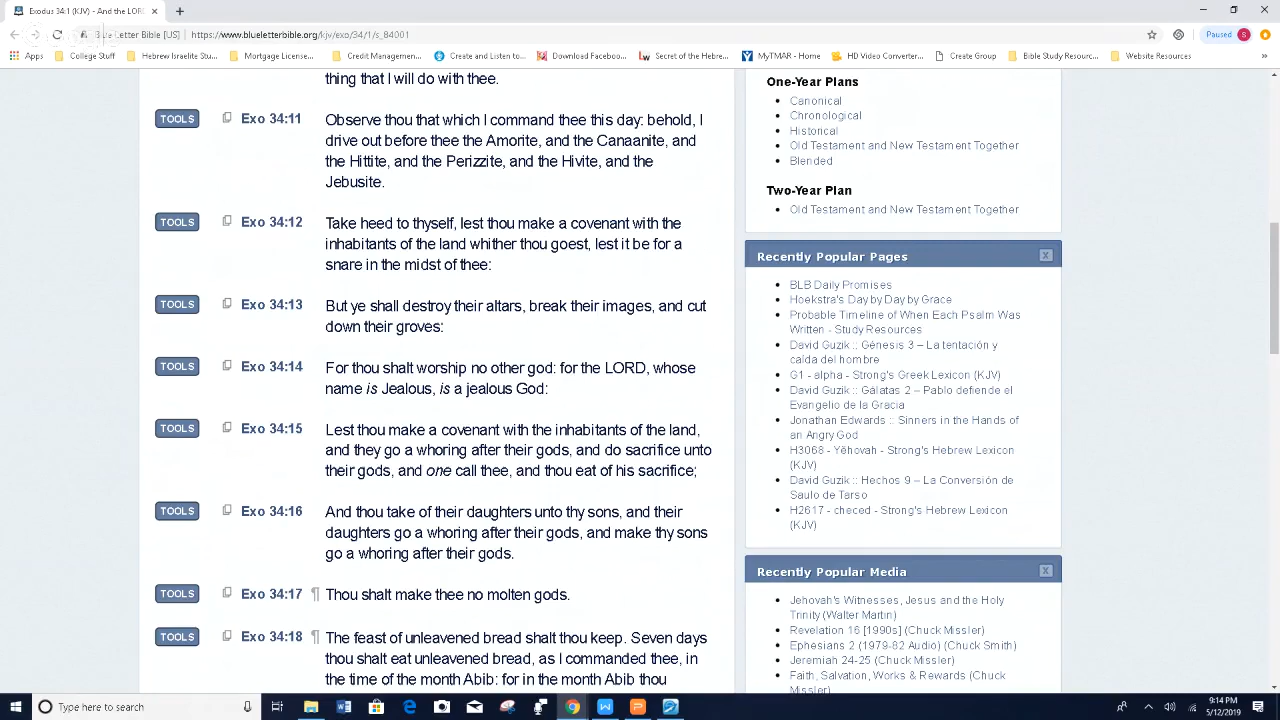 Exodus 34:1 (KJV) - And the LOR
Blue Letter Bible [US] | https://www.blueletterbible.org/kjv/exo/34/1/s_84001
Paused S
Apps College Stuff Hebrew Israelite Stu... Mortgage License... Credit Managemen... Create and Listen to... Download Faceboo... Secret of the Hebre... MyTMAR - Home HD Video Converter... Create Group Bible Study Resourc... Website Resources »
thing that I will do with thee.
TOOLS Exo 34:11 Observe thou that which I command thee this day: behold, I
drive out before thee the Amorite, and the Canaanite, and
the Hittite, and the Perizzite, and the Hivite, and the
Jebusite.
TOOLS Exo 34:12 Take heed to thyself, lest thou make a covenant with the
inhabitants of the land whither thou goest, lest it be for a
snare in the midst of thee:
TOOLS Exo 34:13 But ye shall destroy their altars, break their images, and cut
down their groves:
TOOLS Exo 34:14 For thou shalt worship no other god: for the LORD, whose
name is Jealous, is a jealous God:
TOOLS Exo 34:15 Lest thou make a covenant with the inhabitants of the land,
and they go a whoring after their gods, and do sacrifice unto
their gods, and one call thee, and thou eat of his sacrifice;
TOOLS Exo 34:16 And thou take of their daughters unto thy sons, and their
daughters go a whoring after their gods, and make thy sons
go a whoring after their gods.
TOOLS Exo 34:17 ¶ Thou shalt make thee no molten gods.
TOOLS Exo 34:18 ¶ The feast of unleavened bread shalt thou keep. Seven days
thou shalt eat unleavened bread, as I commanded thee, in
the time of the month Abib: for in the month Abib thou
One-Year Plans
Canonical
Chronological
Historical
Old Testament and New Testament Together
Blended
Two-Year Plan
Old Testament and New Testament Together
Recently Popular Pages X
BLB Daily Promises
Hoekstra's Day by Day by Grace
Probable Timeline of When Each Psalm Was
Written - Study Resources
David Guzik :: Génesis 3 – La tentación y
caída del hombre
G1 - alpha - Strong's Greek Lexicon (KJV)
David Guzik :: Gálatas 2 – Pablo defiende el
Evangelio de la Gracia
Jonathan Edwards :: Sinners in the Hands of
an Angry God
H3068 - Yĕhovah - Strong's Hebrew Lexicon
(KJV)
David Guzik :: Hechos 9 – La Conversión de
Saulo de Tarso
H2617 - checed - Strong's Hebrew Lexicon
(KJV)
Recently Popular Media X
Jehovah's Witnesses, Jesus and the Holy
Trinity (Walter Martin)
Revelation 16 [1990s] (Chuck Missler)
Ephesians 2 (1979-82 Audio) (Chuck Smith)
Jeremiah 24-25 (Chuck Missler)
Faith, Salvation, Works & Rewards (Chuck
Missler)
Type here to search
9:14 PM
5/12/2019